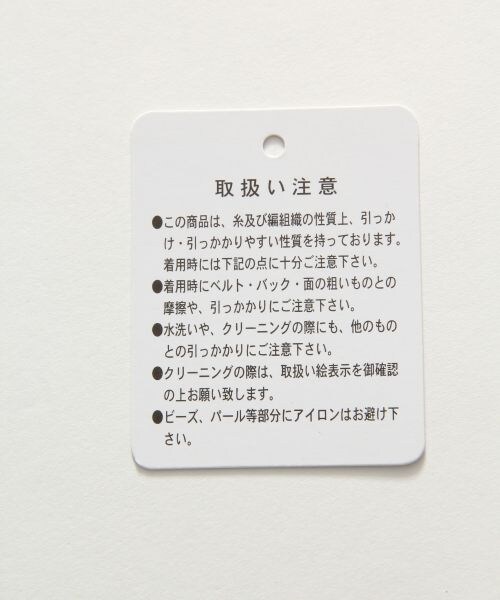 取扱い注意
●この商品は、糸及び編組織の性質上、引っか
け・引っかかりやすい性質を持っております。
着用時には下記の点に十分ご注意下さい。
●着用時にベルト・バック・面の粗いものとの
摩擦や、引っかかりにご注意下さい。
●水洗いや、クリーニングの際にも、他のもの
との引っかかりにご注意下さい。
●クリーニングの際は、取扱い絵表示を御確認
の上お願い致します。
●ビーズ、パール等部分にアイロンはお避け下
さい。